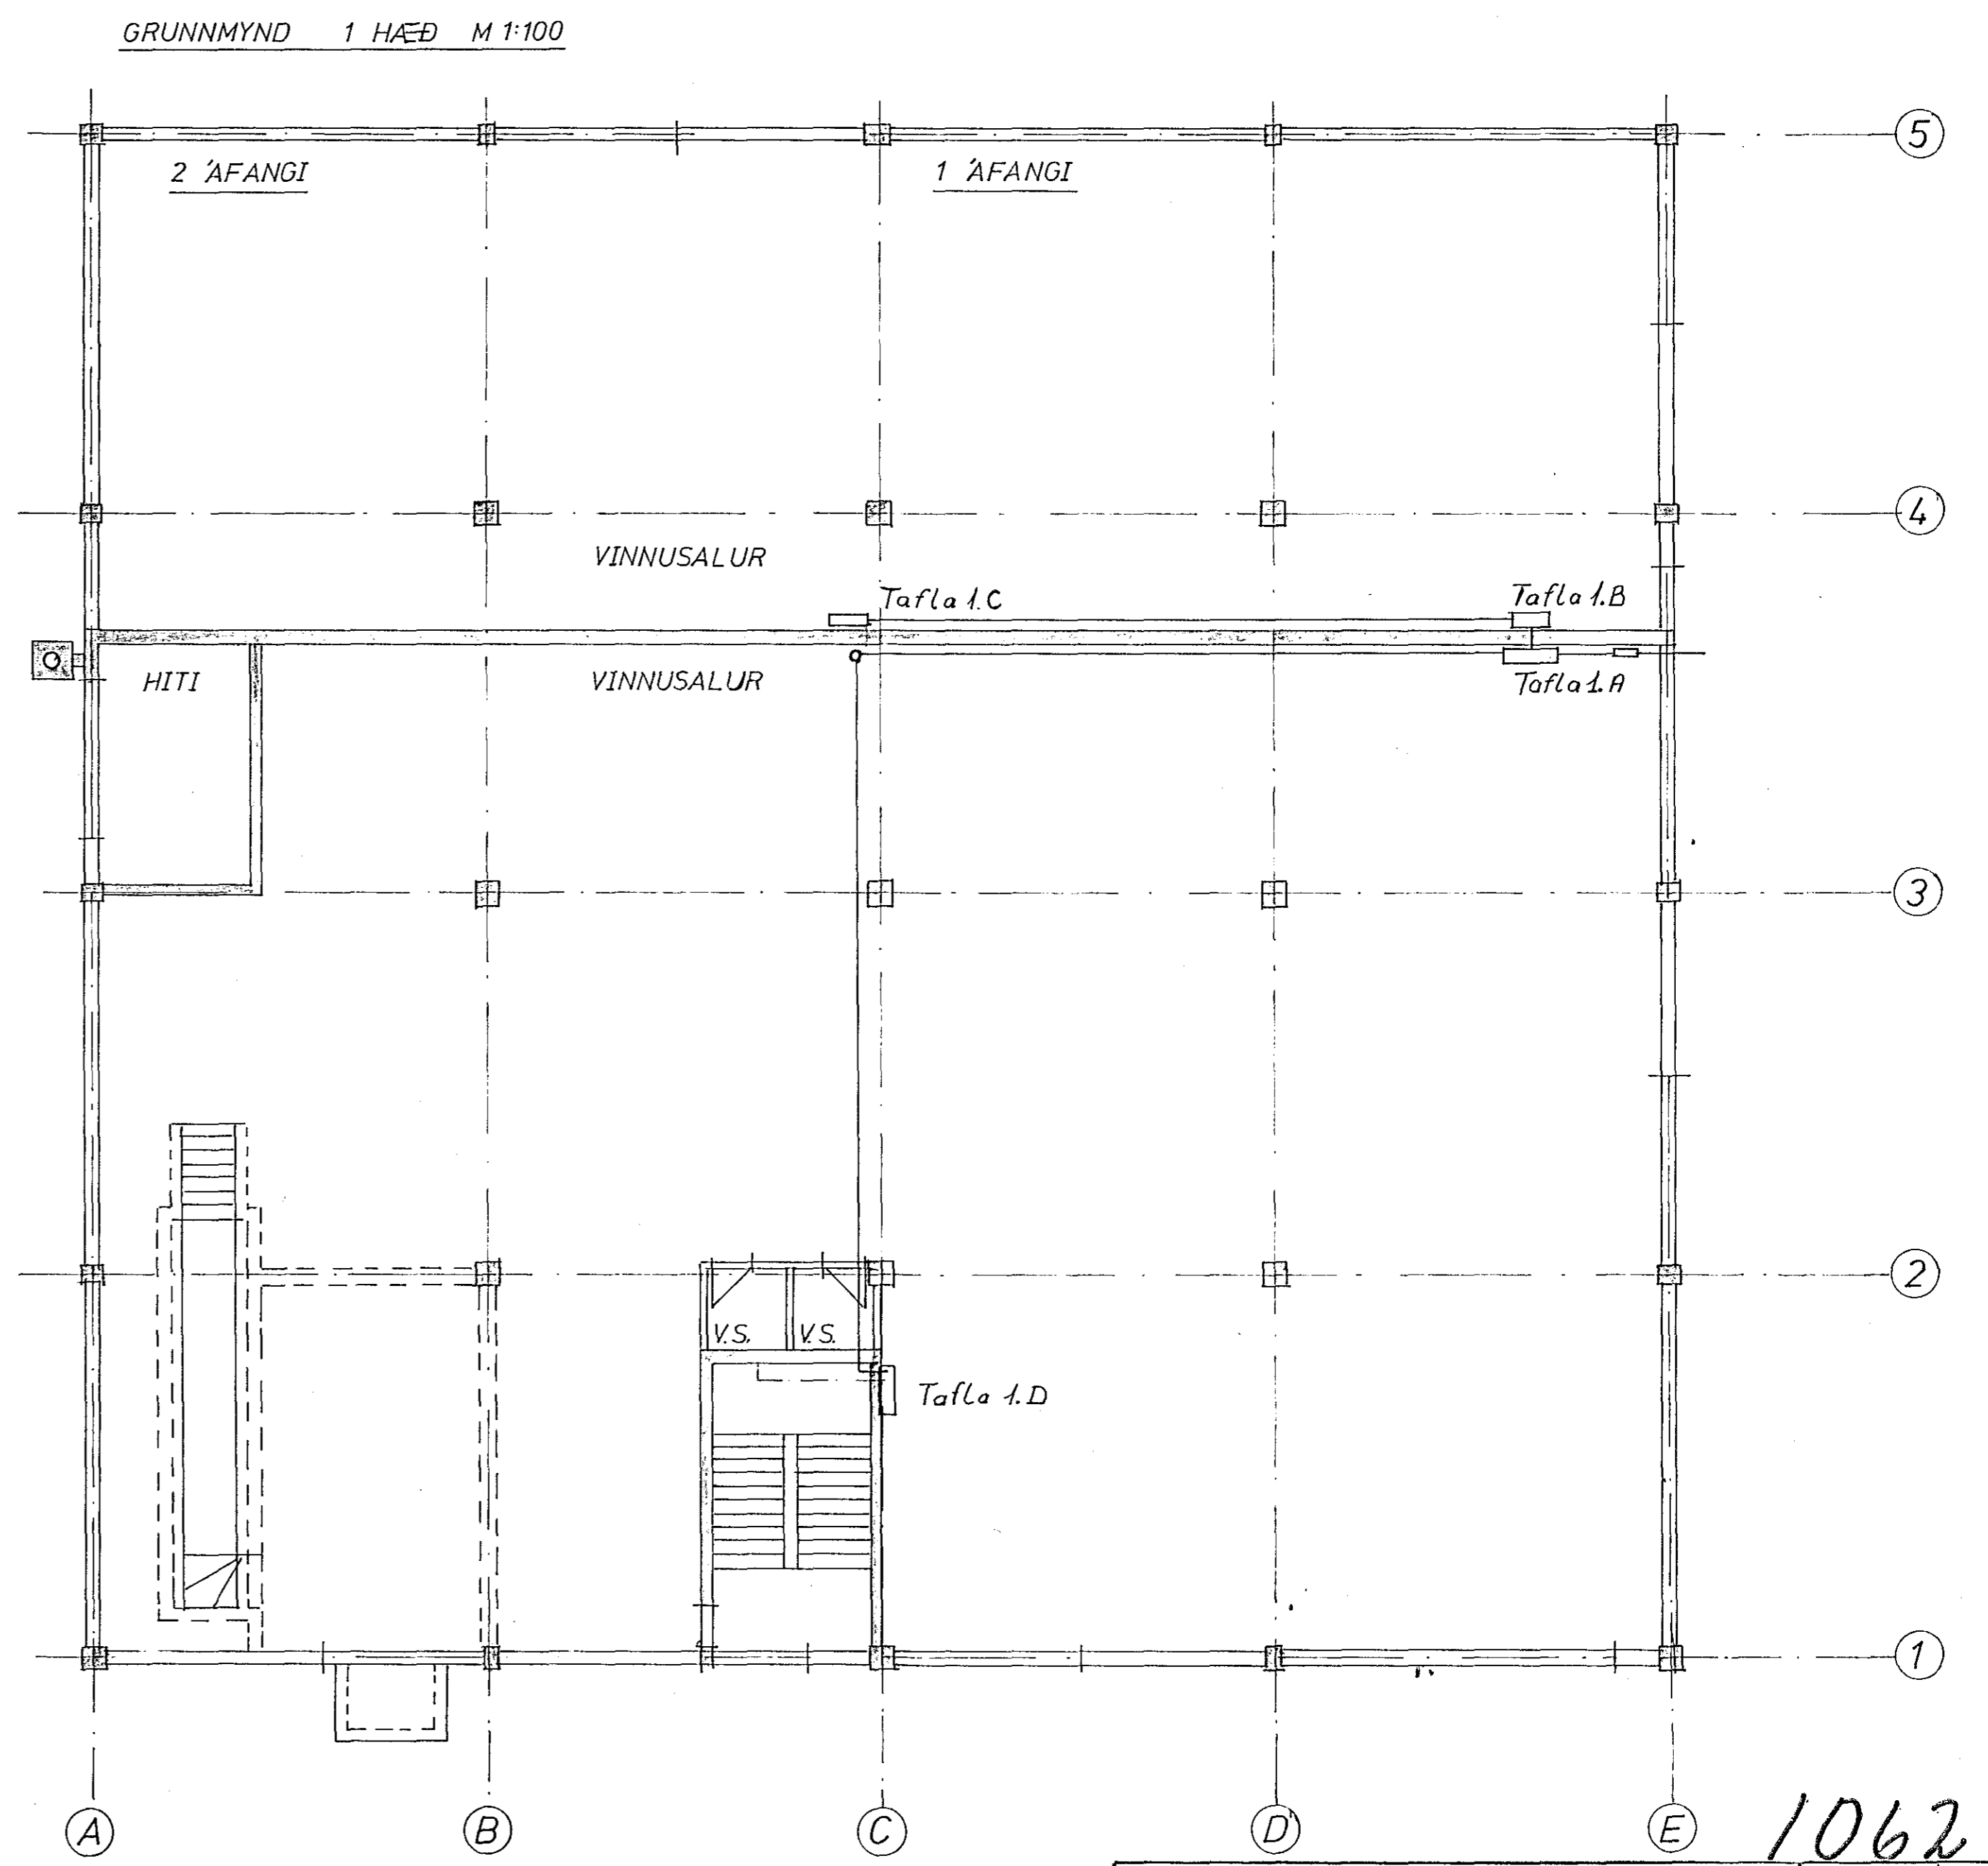 GRUNNMYND 1 HÆÐ M 1:100
5
2 ÁFANGI
1 ÁFANGI
4
VINNUSALUR
Tafla 1.C
Tafla 1.B
HITI
VINNUSALUR
Tafla 1.A
3
2
V.S.
V.S.
Tafla 1.D
1
A
B
C
D
E
1062